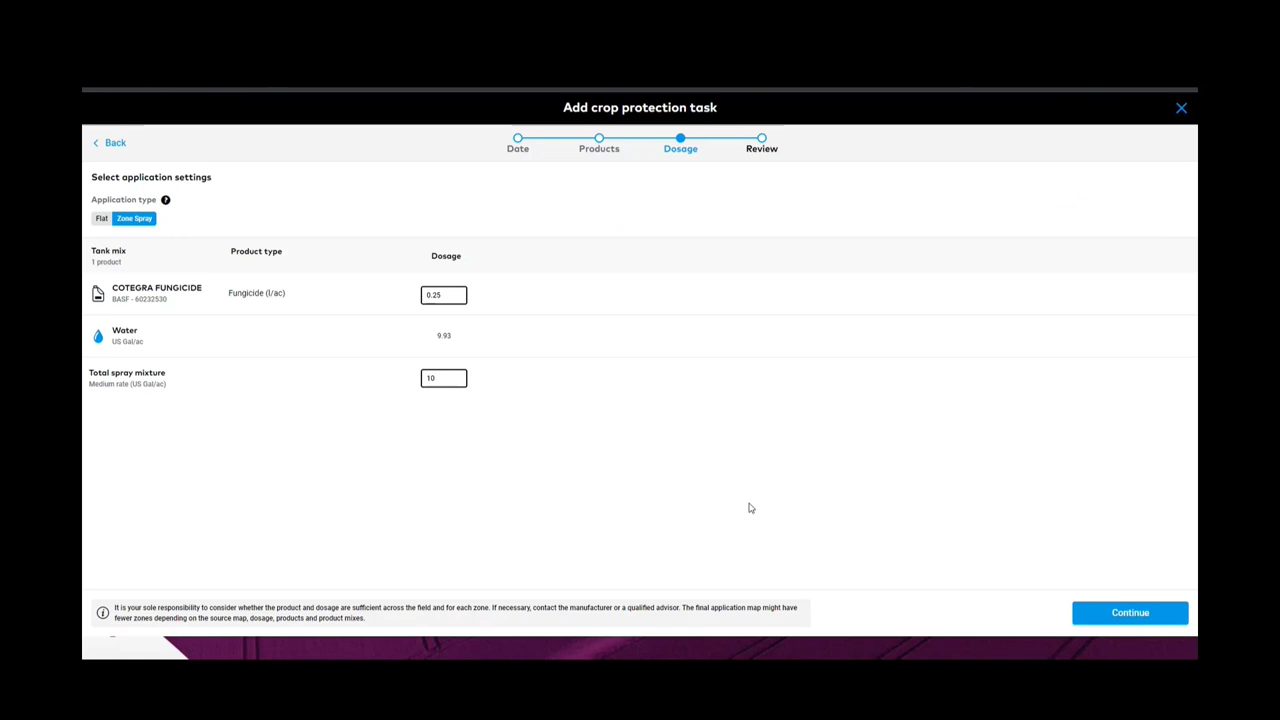 Add crop protection task
Back
Date
Products
Dosage
Review
Select application settings
Application type ?
Flat
Zone Spray
Tank mix
1 product
Product type
Dosage
COTEGRA FUNGICIDE
BASF - 60232530
Fungicide (l/ac)
0.25
Water
US Gal/ac
9.93
Total spray mixture
Medium rate (US Gal/ac)
10
It is your sole responsibility to consider whether the product and dosage are sufficient across the field and for each zone. If necessary, contact the manufacturer or a qualified advisor. The final application map might have
fewer zones depending on the source map, dosage, products and product mixes.
Continue